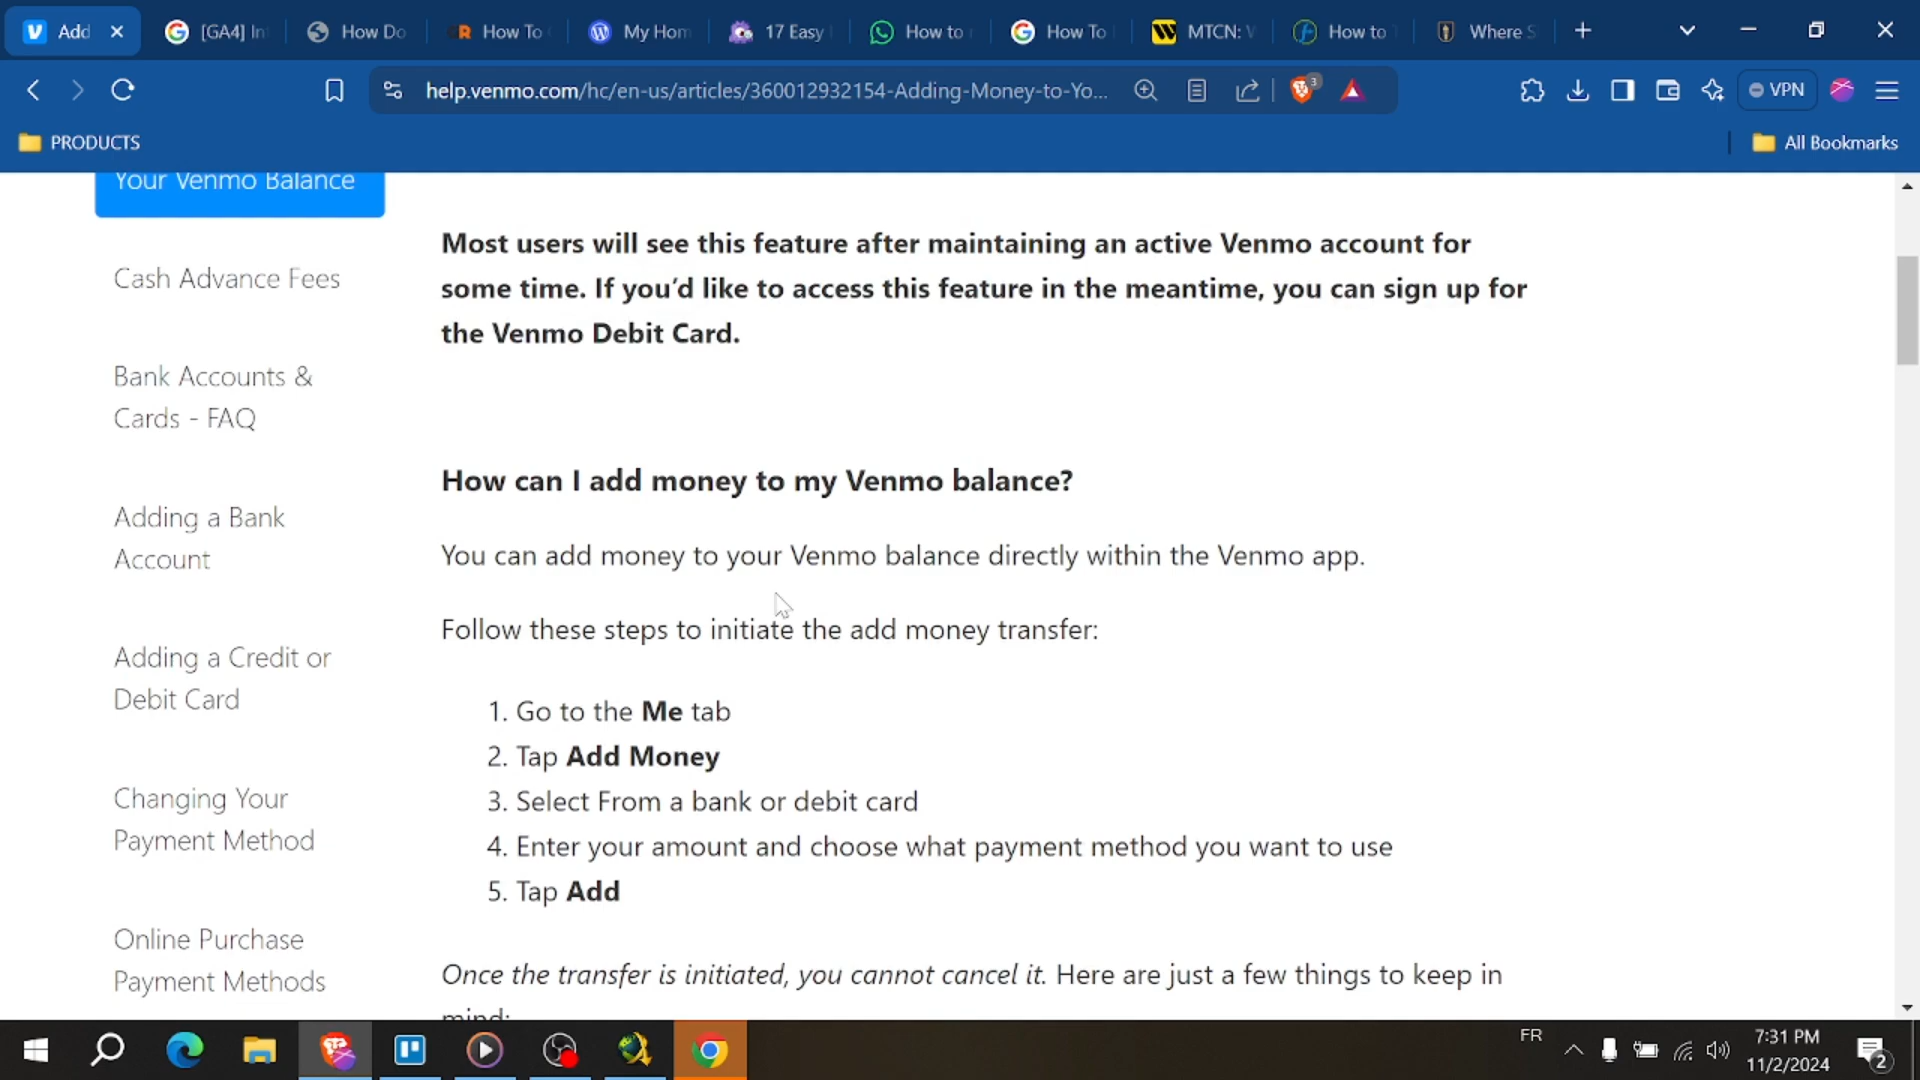 Add
[GA4] In
How Do
How To
My Hom
17 Easy
How to
How To
MTCN: V
How to
Where S
help.venmo.com/hc/en-us/articles/360012932154-Adding-Money-to-Yo...
3
VPN
PRODUCTS
All Bookmarks
Your Venmo Balance
Cash Advance Fees
Bank Accounts &
Cards - FAQ
Adding a Bank
Account
Adding a Credit or
Debit Card
Changing Your
Payment Method
Online Purchase
Payment Methods
Most users will see this feature after maintaining an active Venmo account for
some time. If you’d like to access this feature in the meantime, you can sign up for
the Venmo Debit Card.
How can I add money to my Venmo balance?
You can add money to your Venmo balance directly within the Venmo app.
Follow these steps to initiate the add money transfer:
1. Go to the Me tab
2. Tap Add Money
3. Select From a bank or debit card
4. Enter your amount and choose what payment method you want to use
5. Tap Add
Once the transfer is initiated, you cannot cancel it. Here are just a few things to keep in
mind:
FR
7:31 PM
11/2/2024
2